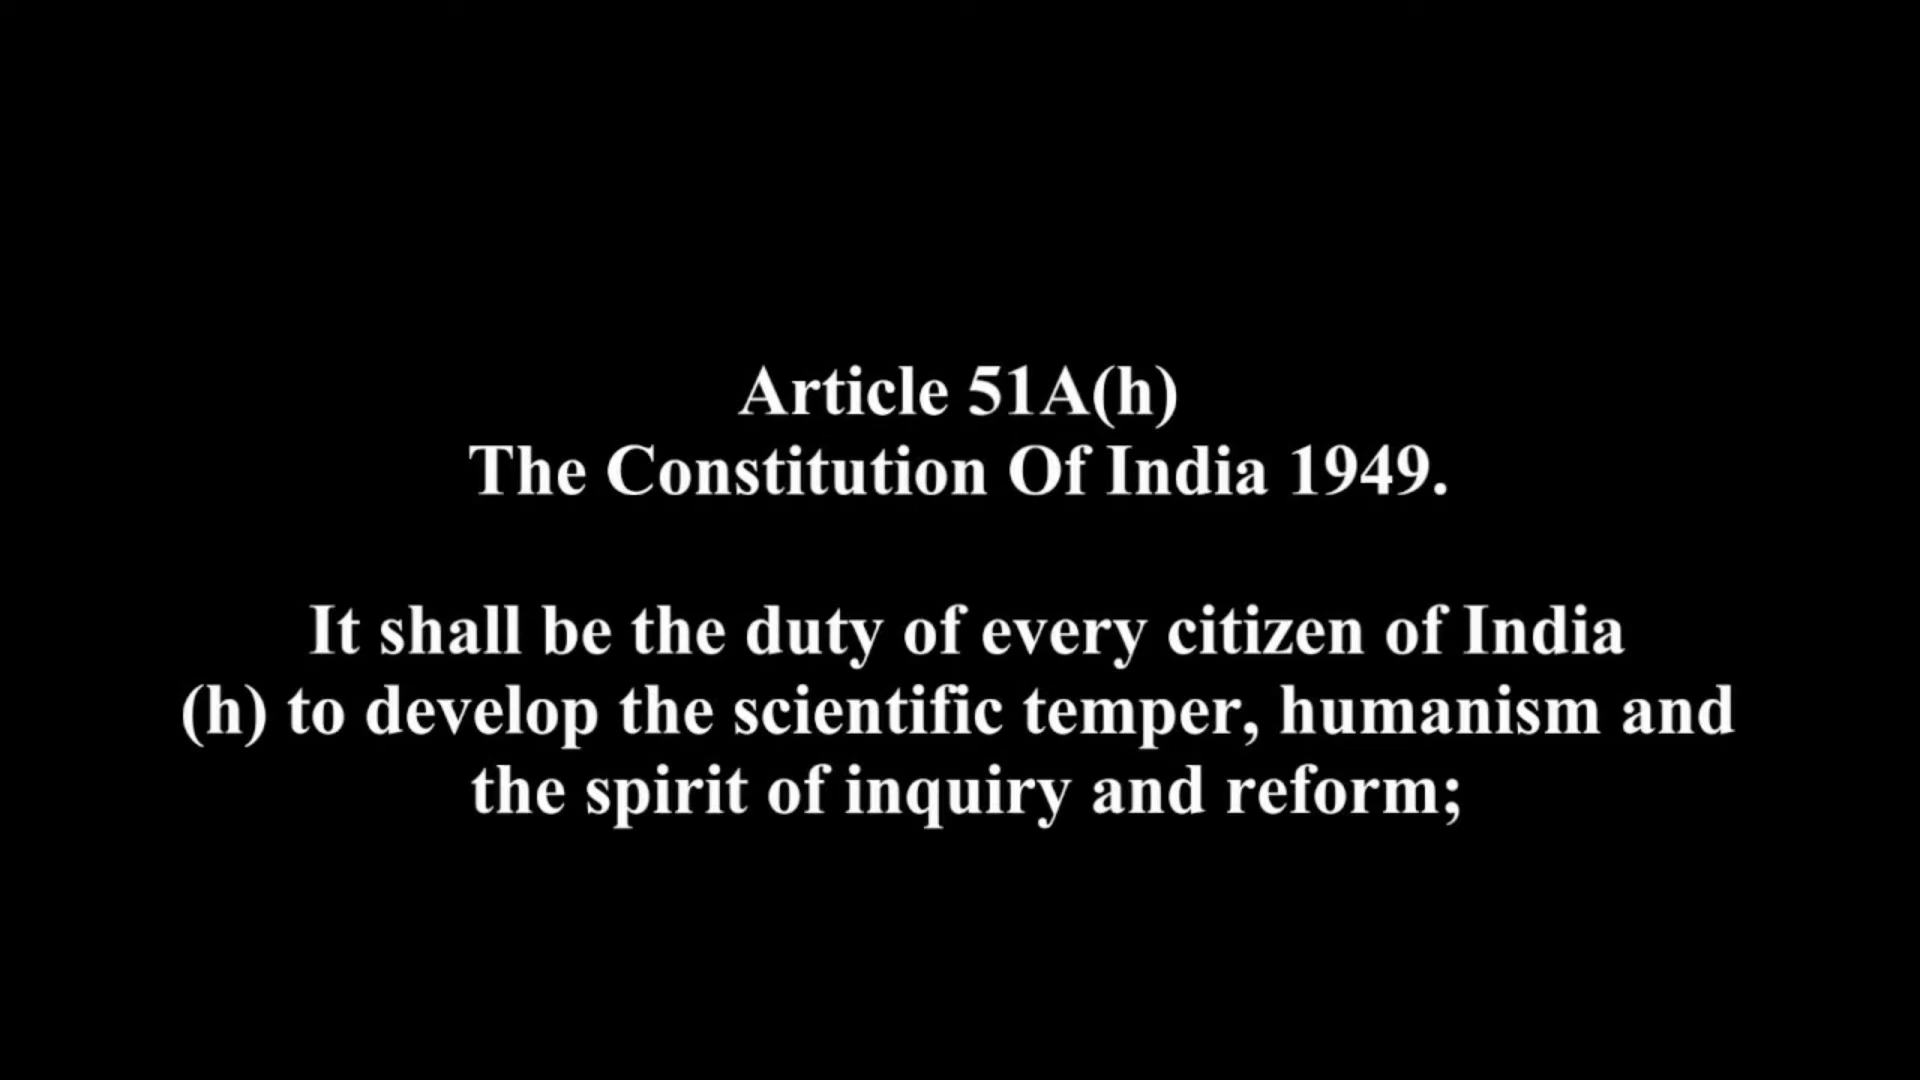 Article 51A(h)
The Constitution Of India 1949.
It shall be the duty of every citizen of India
(h) to develop the scientific temper, humanism and
the spirit of inquiry and reform;